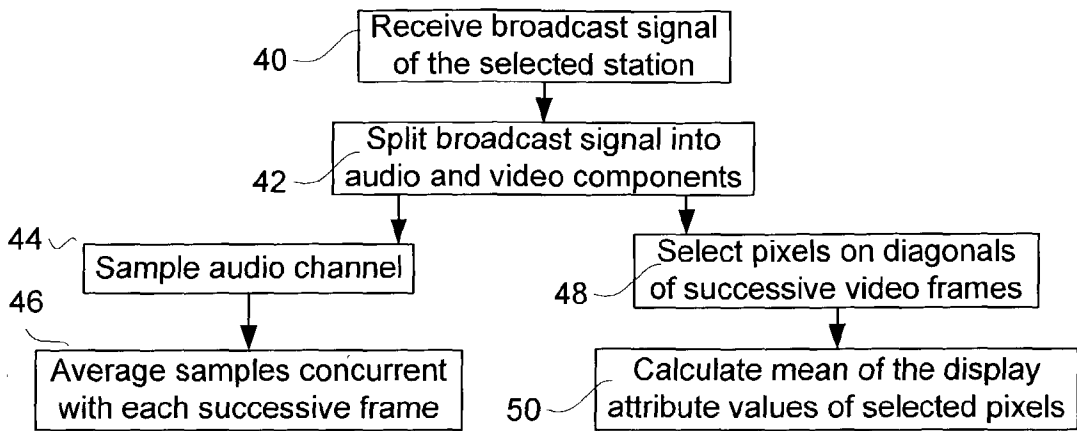 Receive broadcast signal
of the selected station
40
Split broadcast signal into
audio and video components
42
44
Sample audio channel
Select pixels on diagonals
of successive video frames
48
46
Average samples concurrent
with each successive frame
Calculate mean of the display
attribute values of selected pixels
50